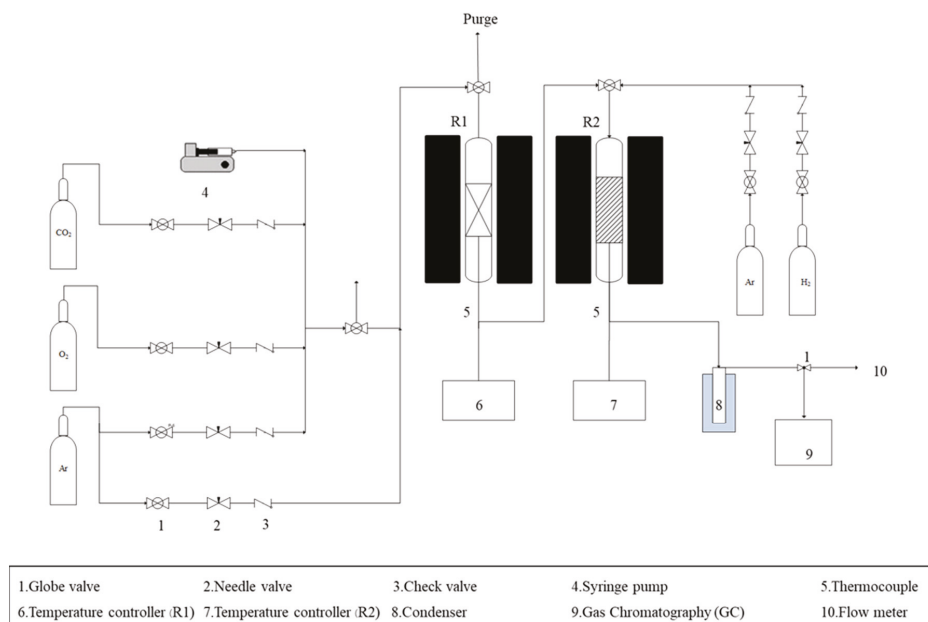 Purge
R1
R2
4
CO₂
Ar
H₂
5
5
O₂
1
10
6
7
8
9
Ar
1
2
3
1.Globe valve 2.Needle valve 3.Check valve 4.Syringe pump 5.Thermocouple
6.Temperature controller (R1) 7.Temperature controller (R2) 8.Condenser 9.Gas Chromatography (GC) 10.Flow meter